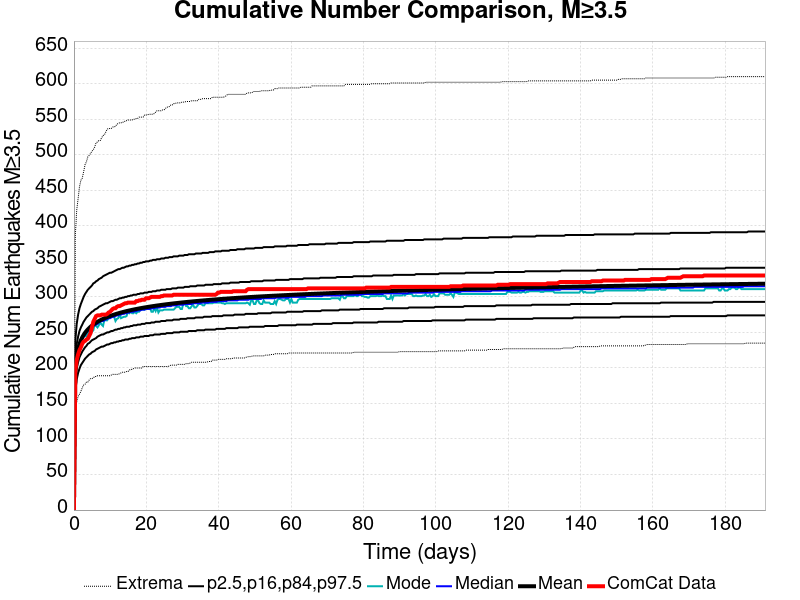 Cumulative Number Comparison, M≥3.5
Cumulative Num Earthquakes M≥3.5
650
600
550
500
450
400
350
300
250
200
150
100
50
0
0 20 40 60 80 100 120 140 160 180
Time (days)
Extrema p2.5,p16,p84,p97.5 Mode Median Mean ComCat Data